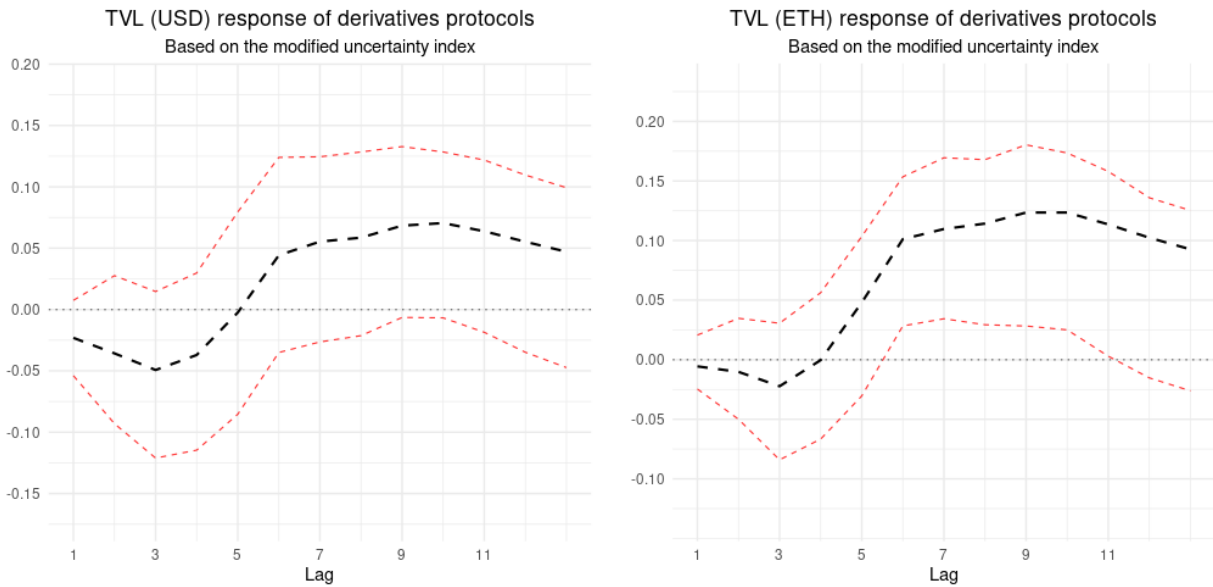 TVL (USD) response of derivatives protocols
Based on the modified uncertainty index
0.20
0.15
0.10
0.05
0.00
-0.05
-0.10
-0.15
1 3 5 7 9 11
Lag
TVL (ETH) response of derivatives protocols
Based on the modified uncertainty index
0.20
0.15
0.10
0.05
0.00
-0.05
-0.10
1 3 5 7 9 11
Lag